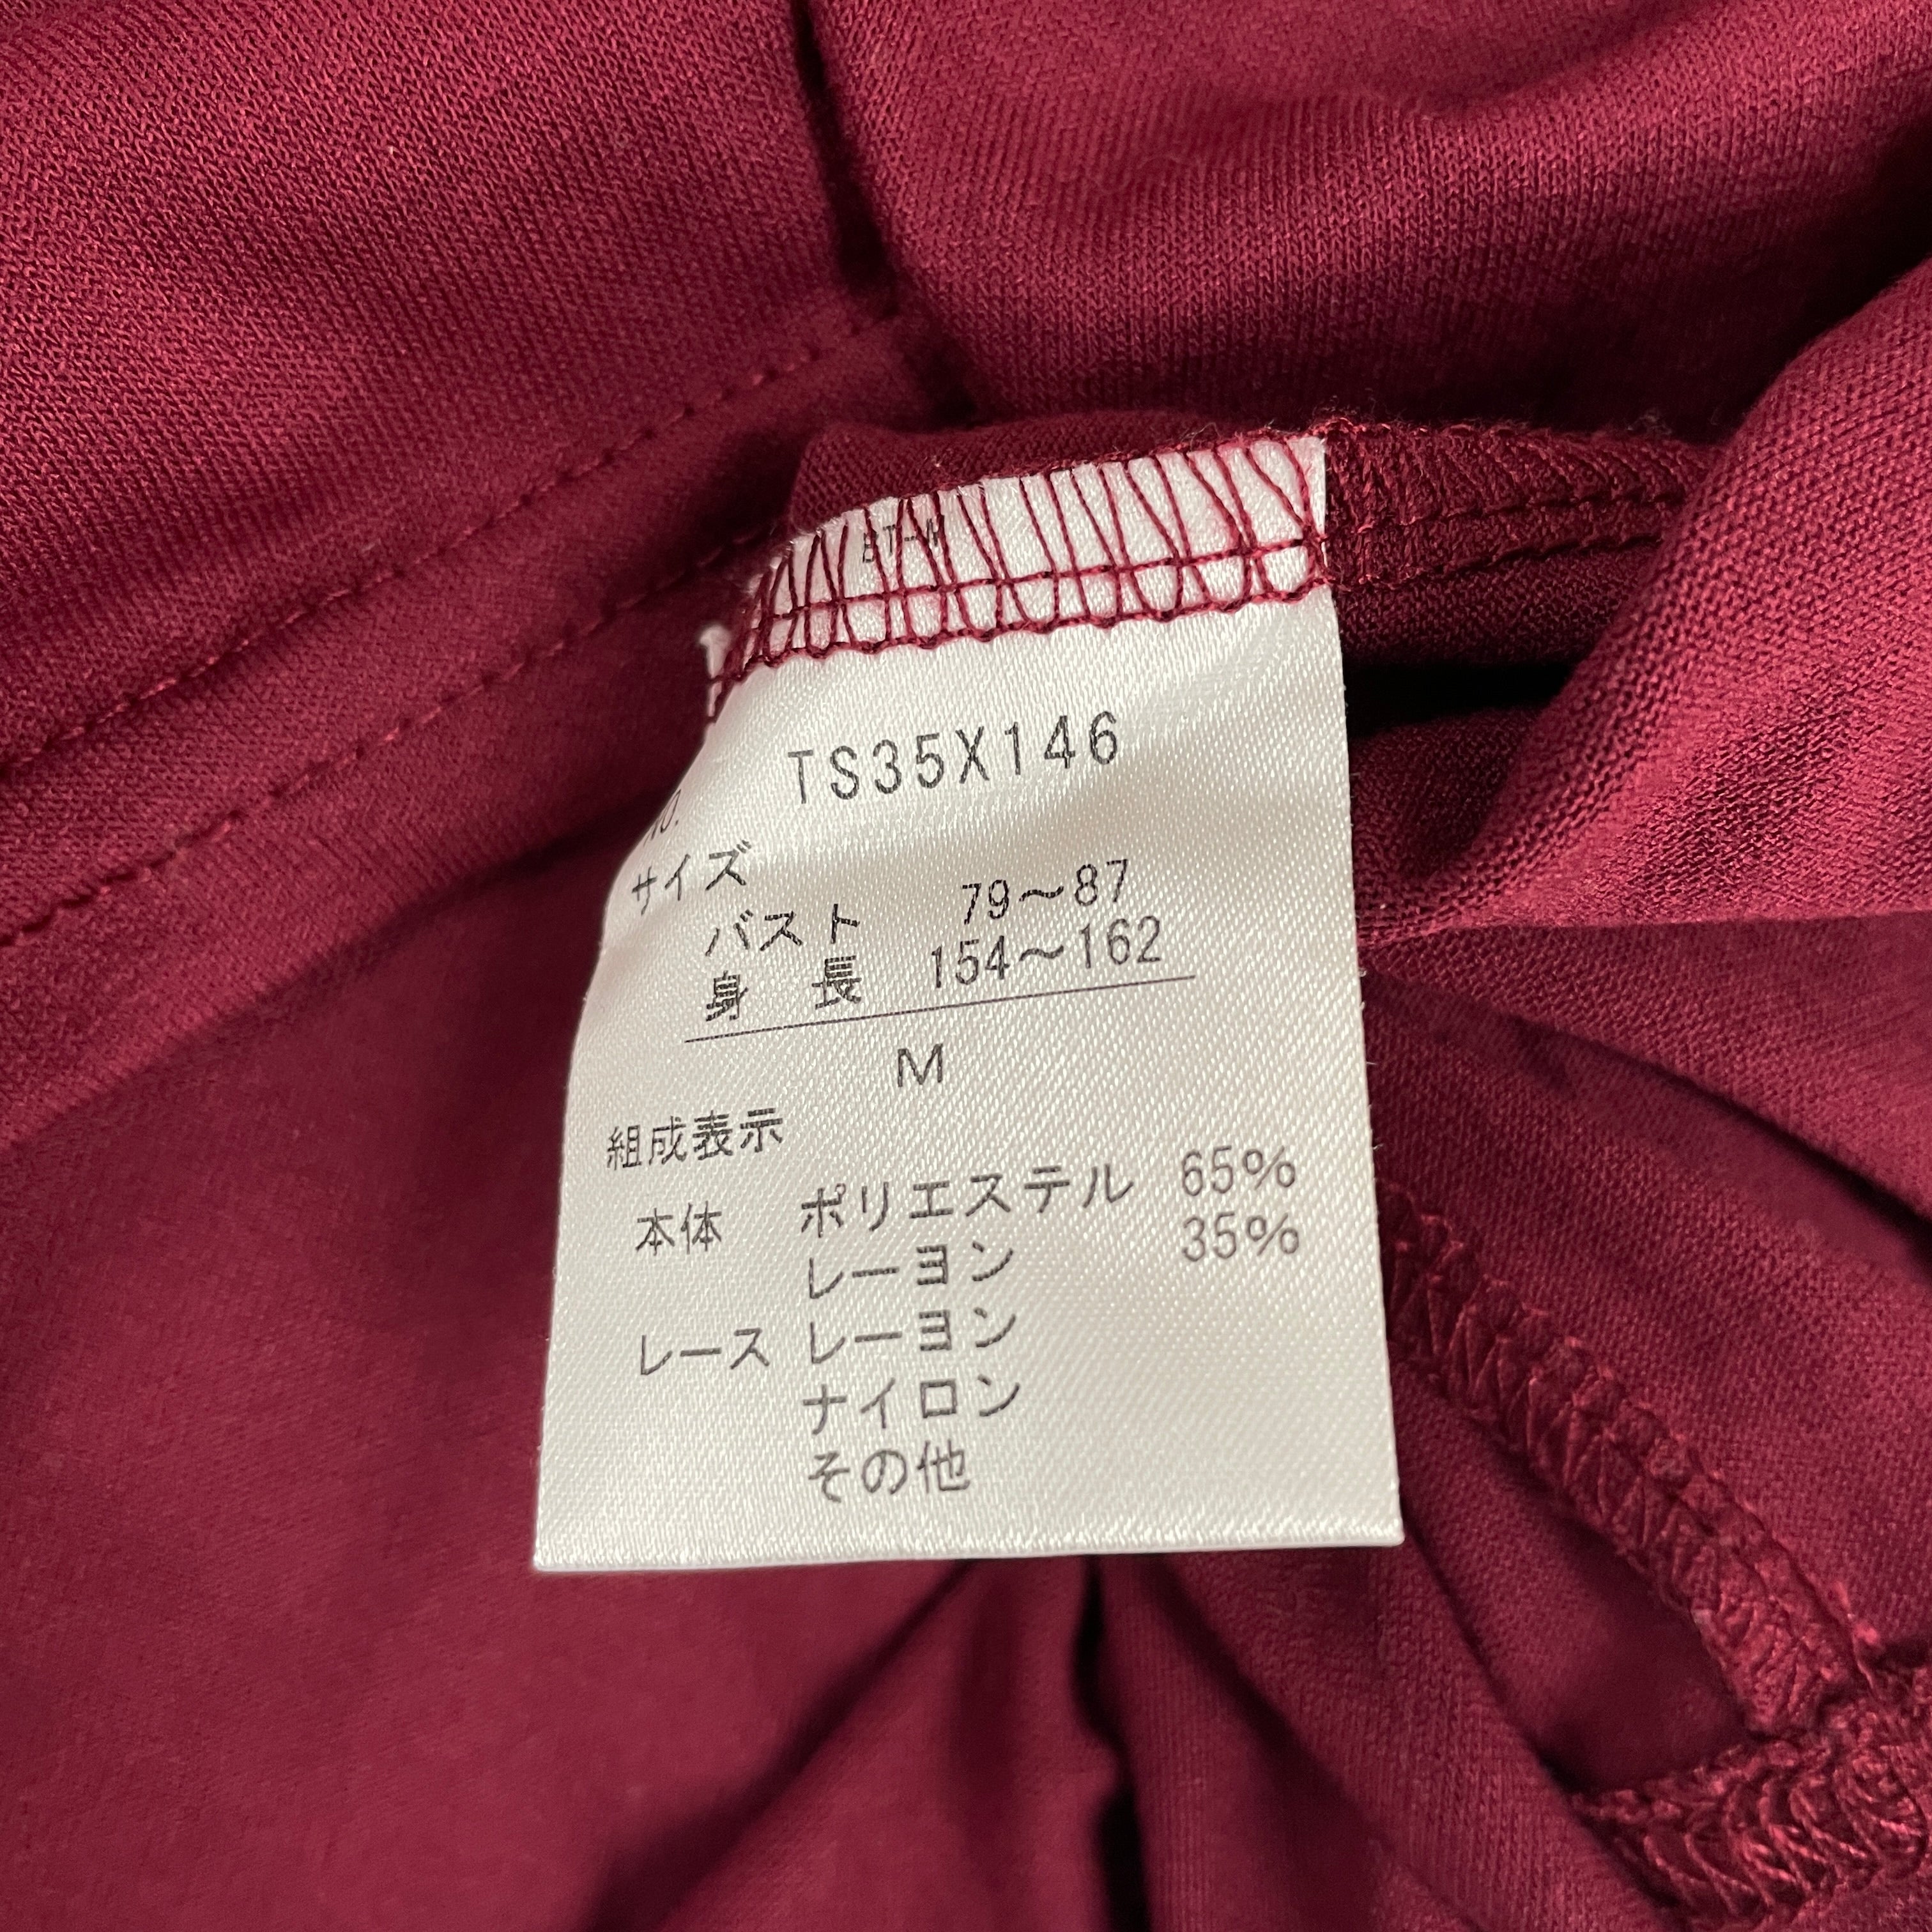 TS35X146
No.
サイズ
バスト 79～87
身 長 154～162
M
組成表示
本体 ポリエステル 65%
レーヨン 35%
レース レーヨン
ナイロン
その他